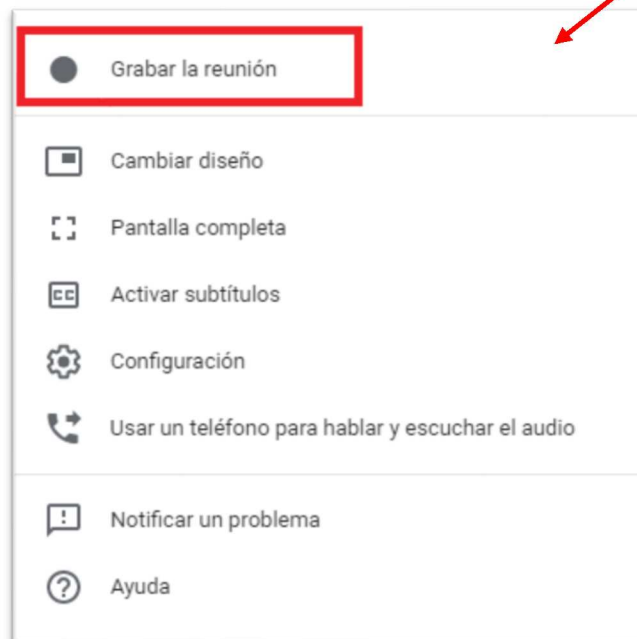 Grabar la reunión
Cambiar diseño
Pantalla completa
CC Activar subtítulos
Configuración
Usar un teléfono para hablar y escuchar el audio
Notificar un problema
Ayuda